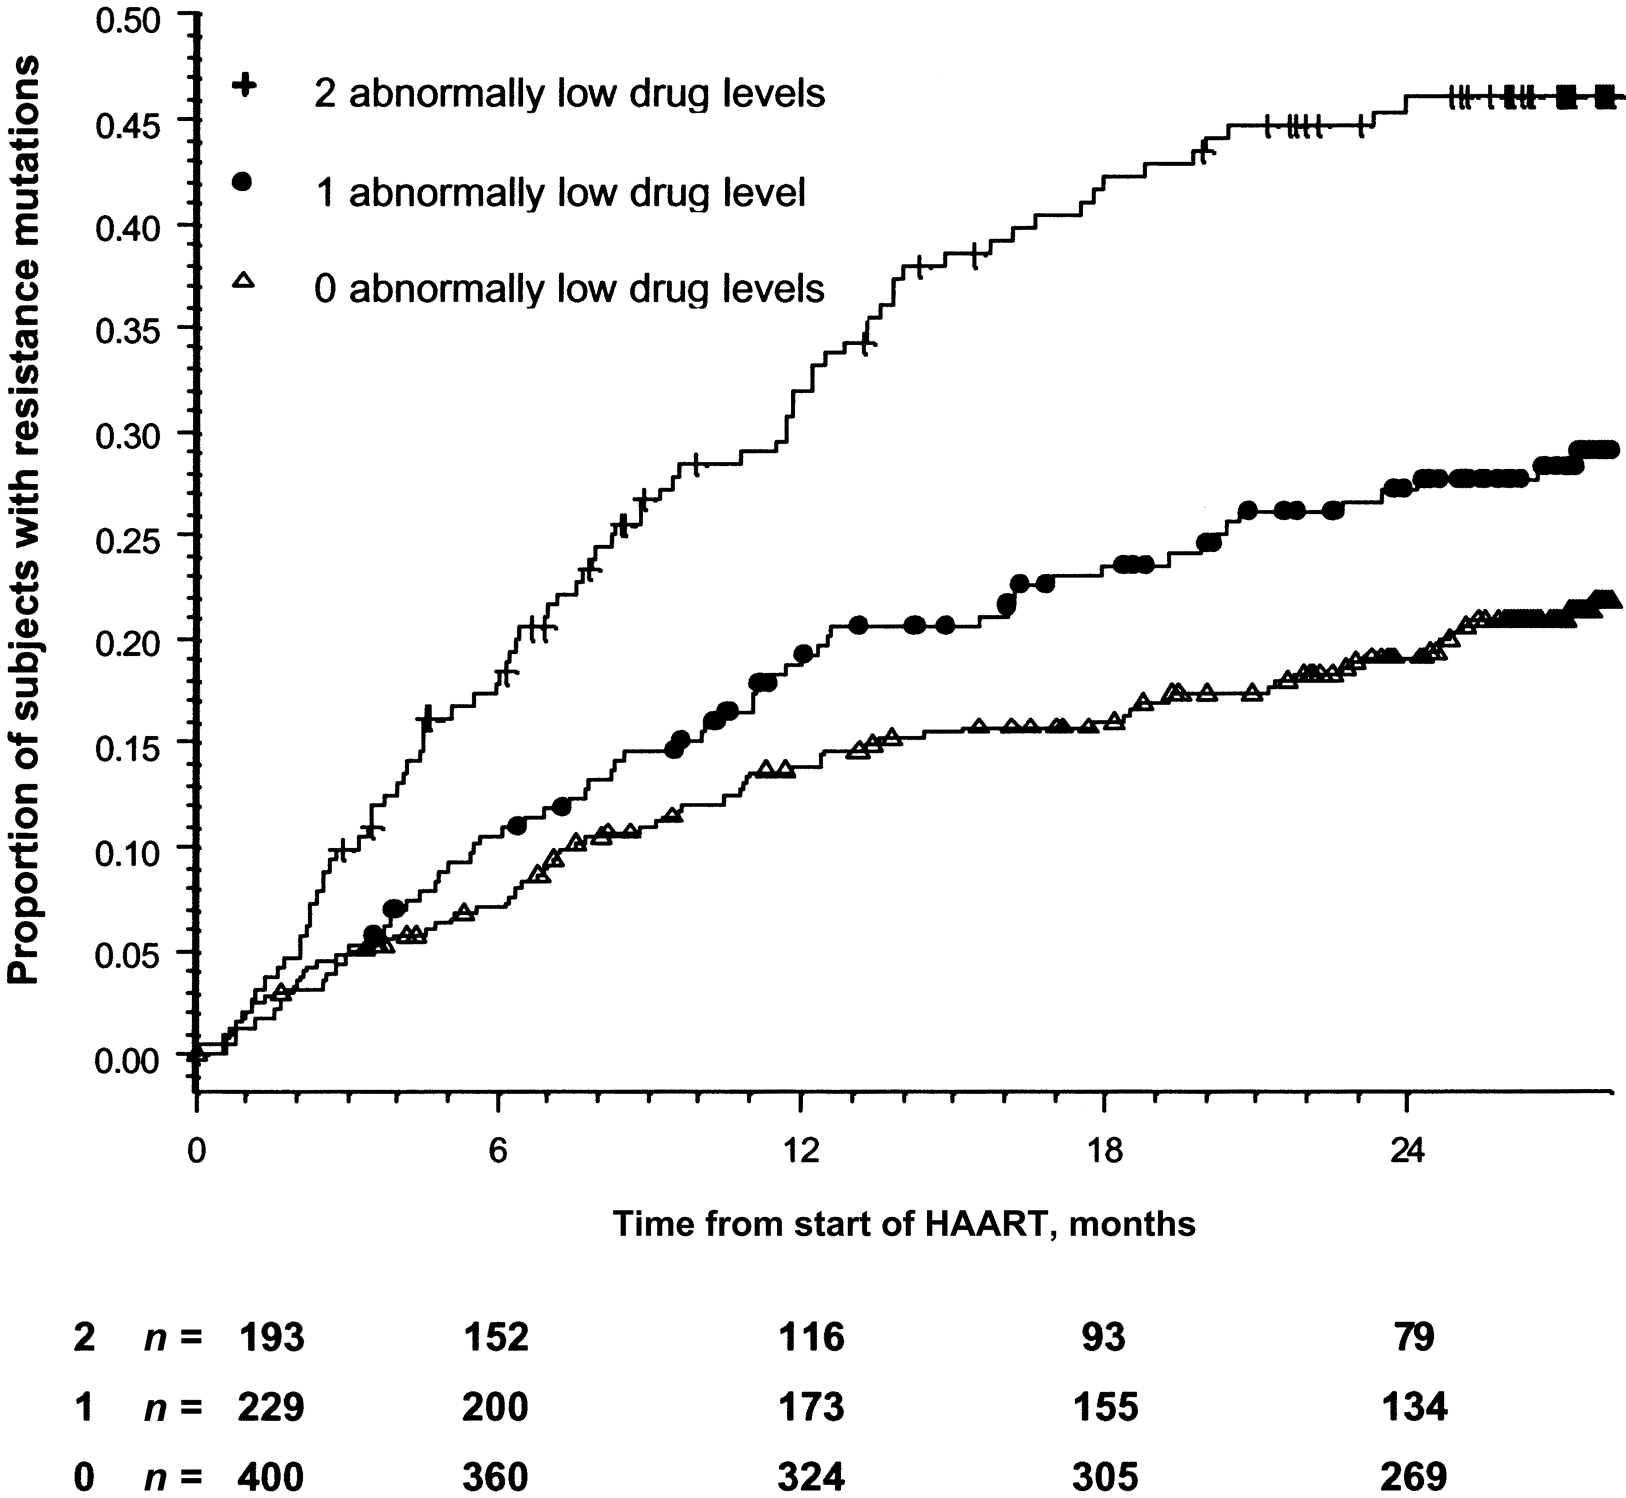 Proportion of subjects with resistance mutations
0.50
0.45
0.40
0.35
0.30
0.25
0.20
0.15
0.10
0.05
0.00
2 abnormally low drug levels
1 abnormally low drug level
0 abnormally low drug levels
0 6 12 18 24
Time from start of HAART, months
2 n = 193 152 116 93 79
1 n = 229 200 173 155 134
0 n = 400 360 324 305 269